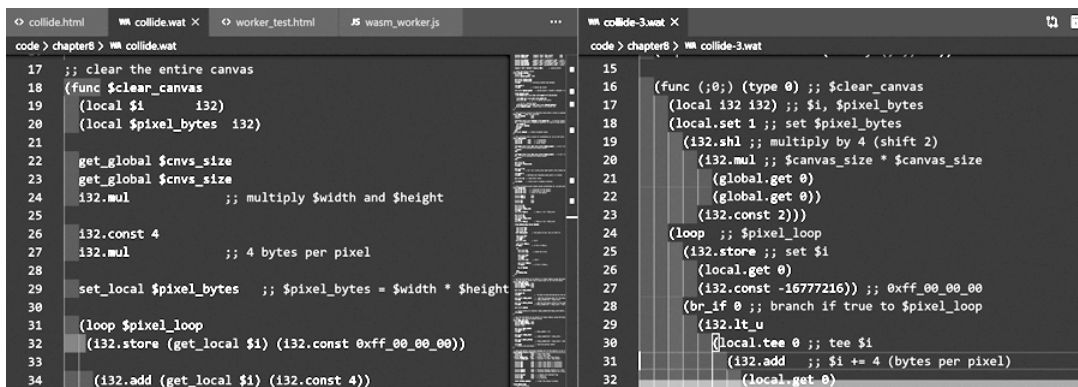 collide.html collide.wat worker_test.html wasm_worker.js
code > chapter8 > collide.wat
17 ;; clear the entire canvas
18 (func $clear_canvas
19 (local $i i32)
20 (local $pixel_bytes i32)
21
22 get_global $cnvs_size
23 get_global $cnvs_size
24 i32.mul ;; multiply $width and $height
25
26 i32.const 4
27 i32.mul ;; 4 bytes per pixel
28
29 set_local $pixel_bytes ;; $pixel_bytes = $width * $height
30
31 (loop $pixel_loop
32 (i32.store (get_local $i) (i32.const 0xff_00_00_00))
33
34 (i32.add (get_local $i) (i32.const 4))
collide-3.wat
code > chapter8 > collide-3.wat
15
16 (func (;0;) (type 0) ;; $clear_canvas
17 (local i32 i32) ;; $i, $pixel_bytes
18 (local.set 1 ;; set $pixel_bytes
19 (i32.shl ;; multiply by 4 (shift 2)
20 (i32.mul ;; $canvas_size * $canvas_size
21 (global.get 0)
22 (global.get 0))
23 (i32.const 2)))
24 (loop ;; $pixel_loop
25 (i32.store ;; set $i
26 (local.get 0)
27 (i32.const -16777216)) ;; 0xff_00_00_00
28 (br_if 0 ;; branch if true to $pixel_loop
29 (i32.lt_u
30 (local.tee 0 ;; tee $i
31 (i32.add ;; $i += 4 (bytes per pixel)
32 (local.get 0)